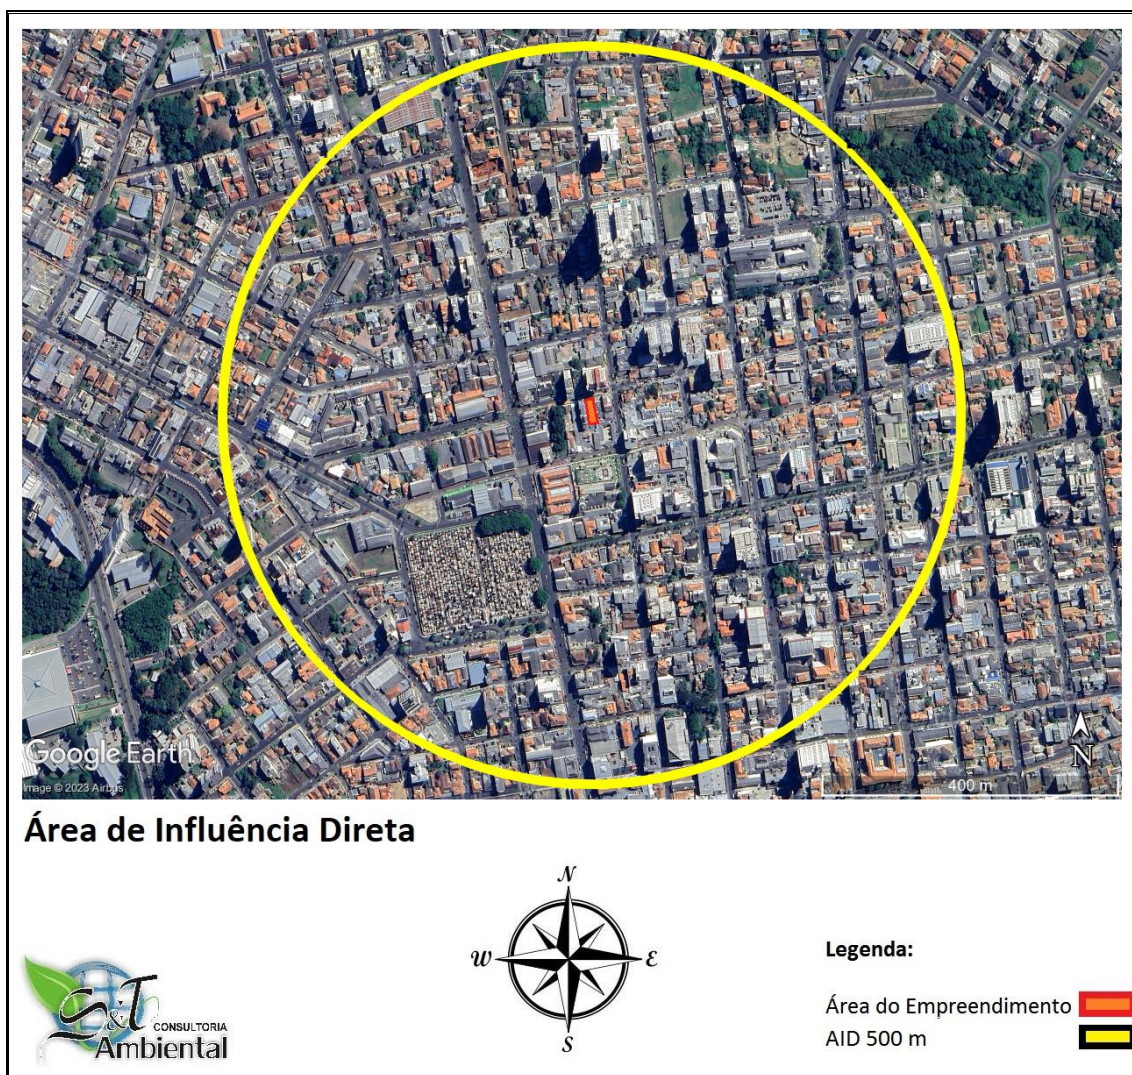 Google Earth
Image © 2023 Airbus
N
400 m
Área de Influência Direta
N
W
E
S
Legenda:
Área do Empreendimento
AID 500 m
S&T
CONSULTORIA
Ambiental